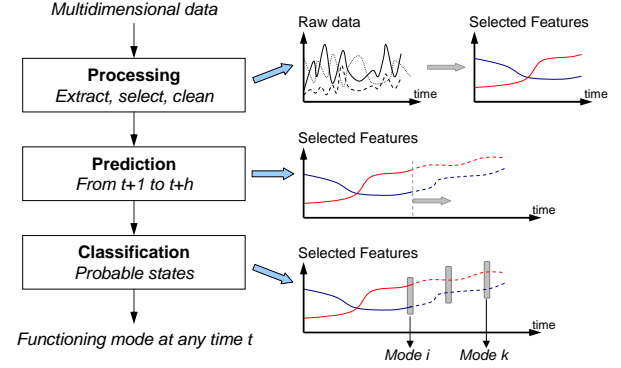 Multidimensional data
Processing
Extract, select, clean
Prediction
From t+1 to t+h
Classification
Probable states
Functioning mode at any time t
Raw data
time
Selected Features
time
Selected Features
time
Selected Features
time
Mode i
Mode k